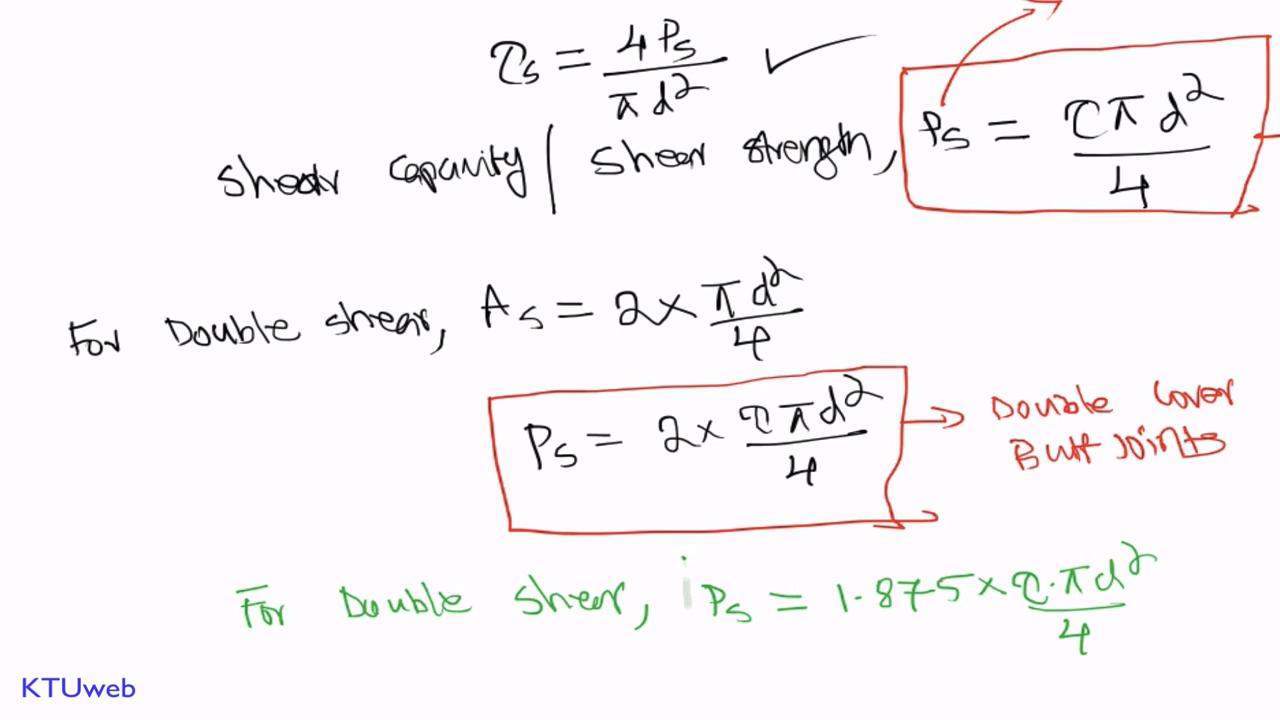 τs = 4Ps / πd² ✓
Shear capacity | Shear strength, Ps = τπd² / 4
For Double shear, As = 2 × πd² / 4
Ps = 2 × τπd² / 4 → Double cover
Butt joints
For Double shear, Ps = 1.875 × τ·πd² / 4
KTUweb